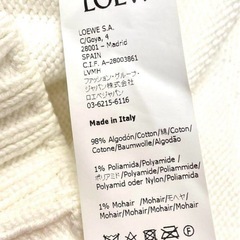 LOEWE
LOEWE S.A.
C/Goya, 4
28001 – Madrid
SPAIN
C.I.F. A-28003861
LVMH
ファッション・グループ・
ジャパン株式会社
ロエベジャパン
03-6215-6116
Made in Italy
98% Algodón/Cotton/Mİ/Cotton/
Cotone/Baumwolle/Algodão
1% Poliamida/Polyamide /
ポリアミド/Polyamide/Poliammide/
Polyammid oder Nylon/Poliamida
1% Mohair /Mohair/モヘヤ/
Mohair/Mohair/Mohair/Mohair